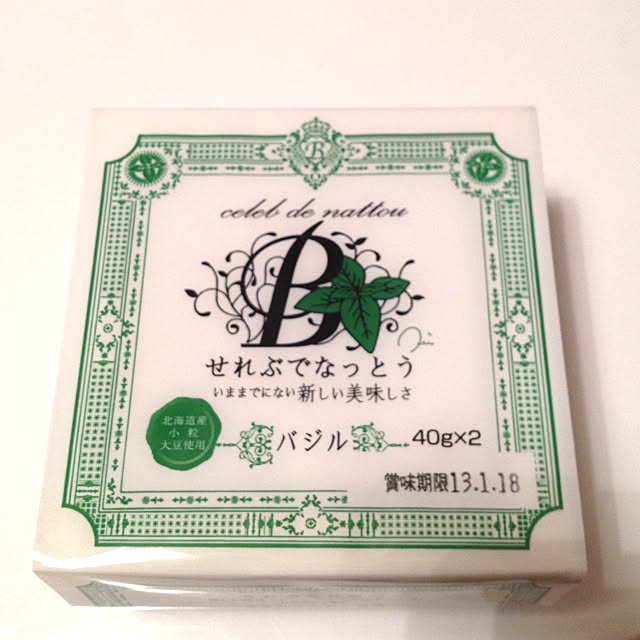 B
celeb de nattou
B
せれぶでなっとう
いままでにない新しい美味しさ
北海道産
小粒
大豆使用
バジル
40g×2
賞味期限13.1.18